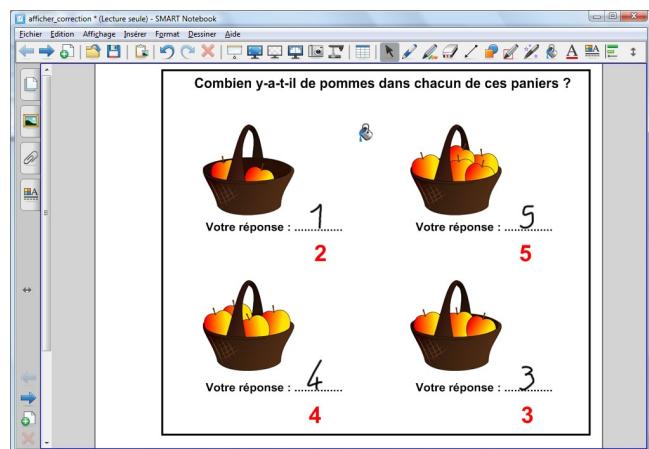 afficher_correction * (Lecture seule) - SMART Notebook
Fichier Edition Affichage Insérer Format Dessiner Aide
Combien y-a-t-il de pommes dans chacun de ces paniers ?
Votre réponse : 1
2
Votre réponse : 5
5
Votre réponse : 4
4
Votre réponse : 3
3